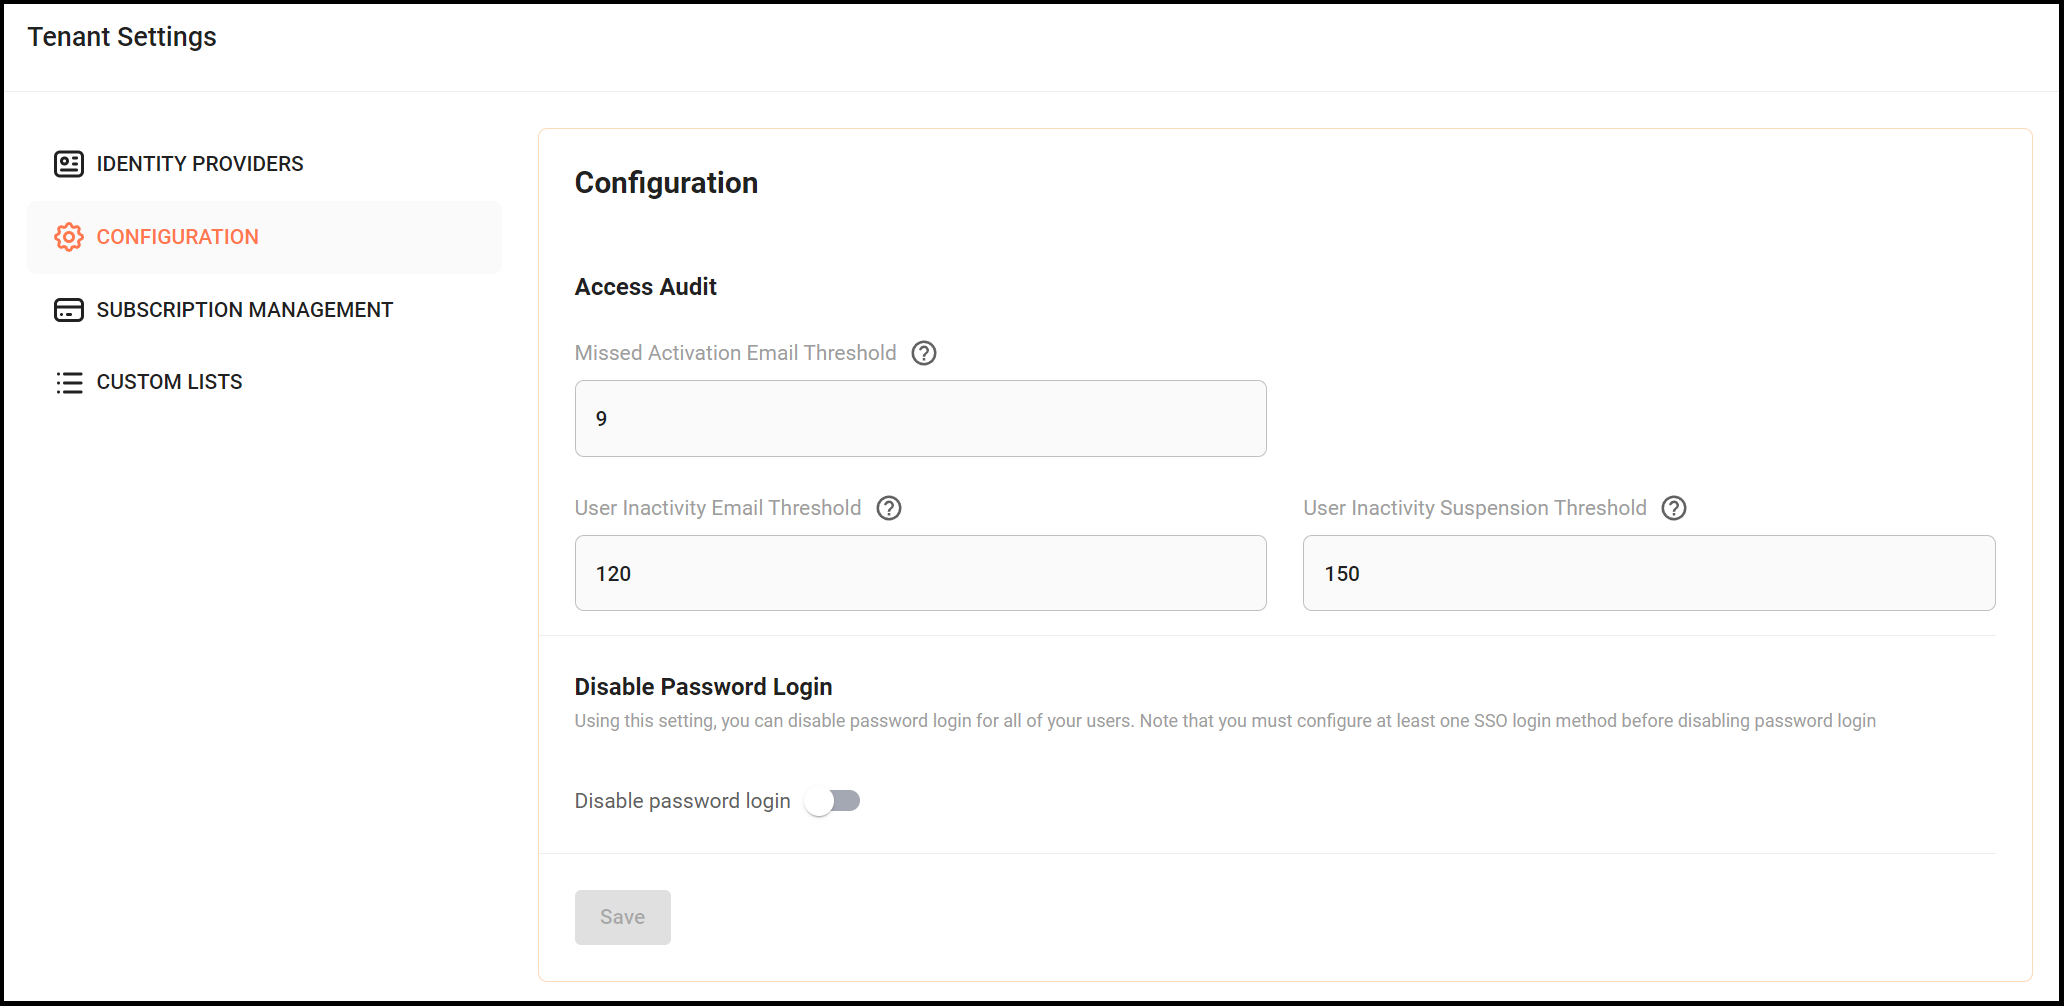 Tenant Settings
IDENTITY PROVIDERS
CONFIGURATION
SUBSCRIPTION MANAGEMENT
CUSTOM LISTS
Configuration
Access Audit
Missed Activation Email Threshold
9
User Inactivity Email Threshold
120
User Inactivity Suspension Threshold
150
Disable Password Login
Using this setting, you can disable password login for all of your users. Note that you must configure at least one SSO login method before disabling password login
Disable password login
Save